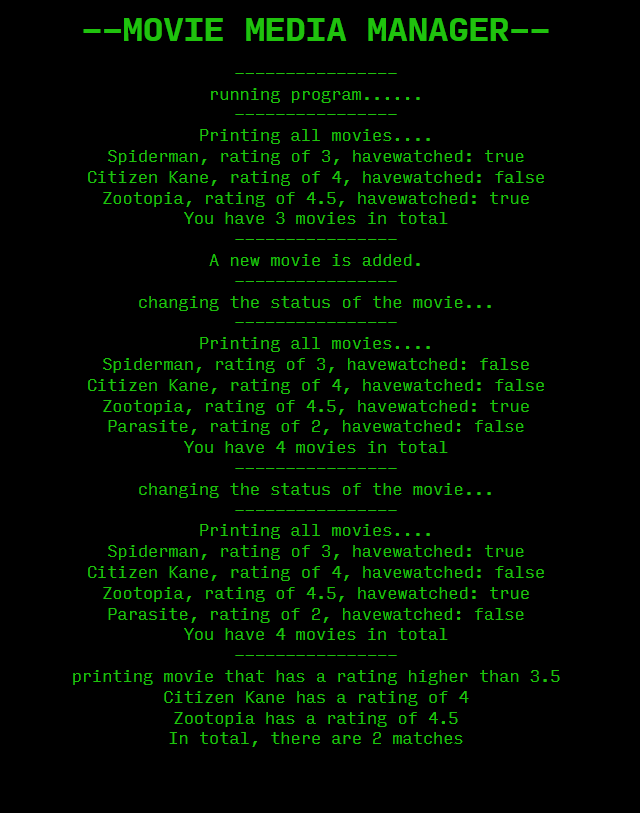 ——MOVIE MEDIA MANAGER——
————————————————
running program......
————————————————
Printing all movies....
Spiderman, rating of 3, havewatched: true
Citizen Kane, rating of 4, havewatched: false
Zootopia, rating of 4.5, havewatched: true
You have 3 movies in total
————————————————
A new movie is added.
————————————————
changing the status of the movie...
————————————————
Printing all movies....
Spiderman, rating of 3, havewatched: false
Citizen Kane, rating of 4, havewatched: false
Zootopia, rating of 4.5, havewatched: true
Parasite, rating of 2, havewatched: false
You have 4 movies in total
————————————————
changing the status of the movie...
————————————————
Printing all movies....
Spiderman, rating of 3, havewatched: true
Citizen Kane, rating of 4, havewatched: false
Zootopia, rating of 4.5, havewatched: true
Parasite, rating of 2, havewatched: false
You have 4 movies in total
————————————————
printing movie that has a rating higher than 3.5
Citizen Kane has a rating of 4
Zootopia has a rating of 4.5
In total, there are 2 matches